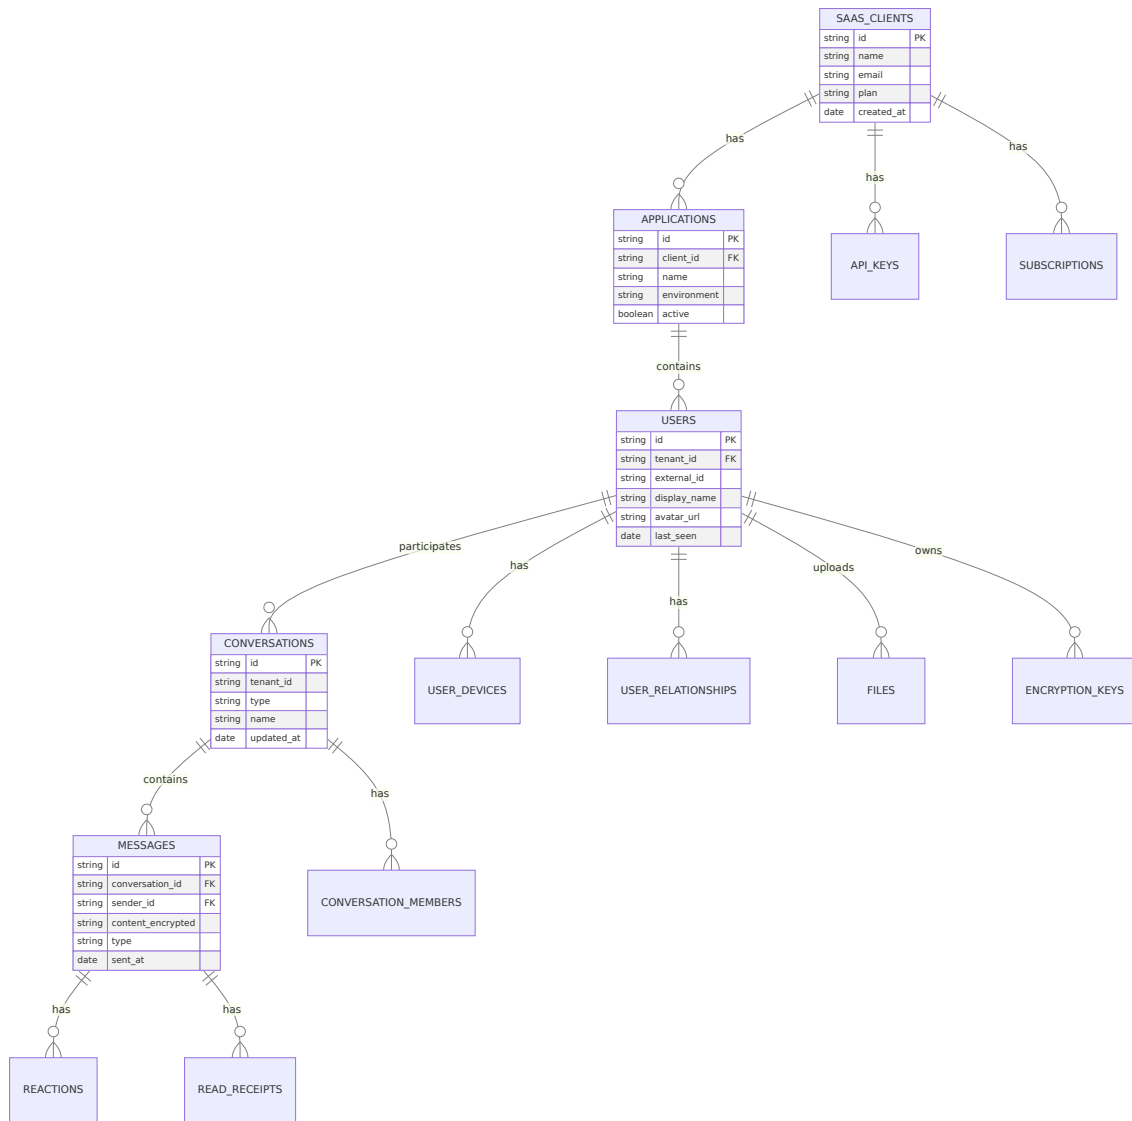 SAAS_CLIENTS
string id PK
string name
string email
string plan
date created_at
has
has
has
APPLICATIONS
string id PK
string client_id FK
string name
string environment
boolean active
API_KEYS
SUBSCRIPTIONS
contains
USERS
string id PK
string tenant_id FK
string external_id
string display_name
string avatar_url
date last_seen
participates
has
has
uploads
owns
CONVERSATIONS
string id PK
string tenant_id
string type
string name
date updated_at
USER_DEVICES
USER_RELATIONSHIPS
FILES
ENCRYPTION_KEYS
contains
has
MESSAGES
string id PK
string conversation_id FK
string sender_id FK
string content_encrypted
string type
date sent_at
CONVERSATION_MEMBERS
has
has
REACTIONS
READ_RECEIPTS